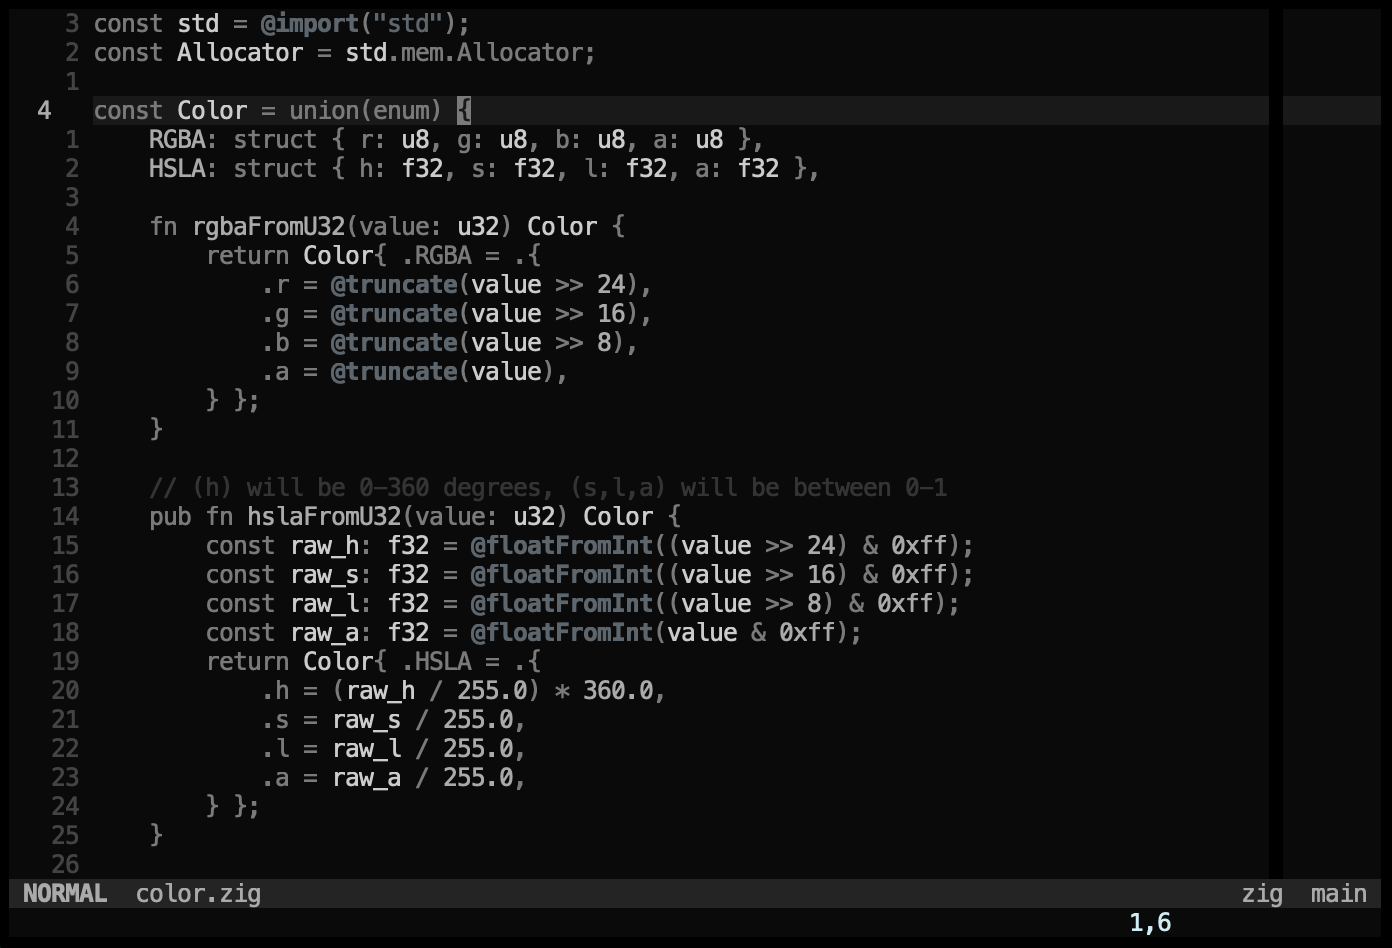 3 const std = @import("std");
2 const Allocator = std.mem.Allocator;
1
4 const Color = union(enum) {
1     RGBA: struct { r: u8, g: u8, b: u8, a: u8 },
2     HSLA: struct { h: f32, s: f32, l: f32, a: f32 },
3
4     fn rgbaFromU32(value: u32) Color {
5         return Color{ .RGBA = .{
6             .r = @truncate(value >> 24),
7             .g = @truncate(value >> 16),
8             .b = @truncate(value >> 8),
9             .a = @truncate(value),
10         } };
11     }
12
13     // (h) will be 0-360 degrees, (s,l,a) will be between 0-1
14     pub fn hslaFromU32(value: u32) Color {
15         const raw_h: f32 = @floatFromInt((value >> 24) & 0xff);
16         const raw_s: f32 = @floatFromInt((value >> 16) & 0xff);
17         const raw_l: f32 = @floatFromInt((value >> 8) & 0xff);
18         const raw_a: f32 = @floatFromInt(value & 0xff);
19         return Color{ .HSLA = .{
20             .h = (raw_h / 255.0) * 360.0,
21             .s = raw_s / 255.0,
22             .l = raw_l / 255.0,
23             .a = raw_a / 255.0,
24         } };
25     }
26
NORMAL color.zig zig main
1,6